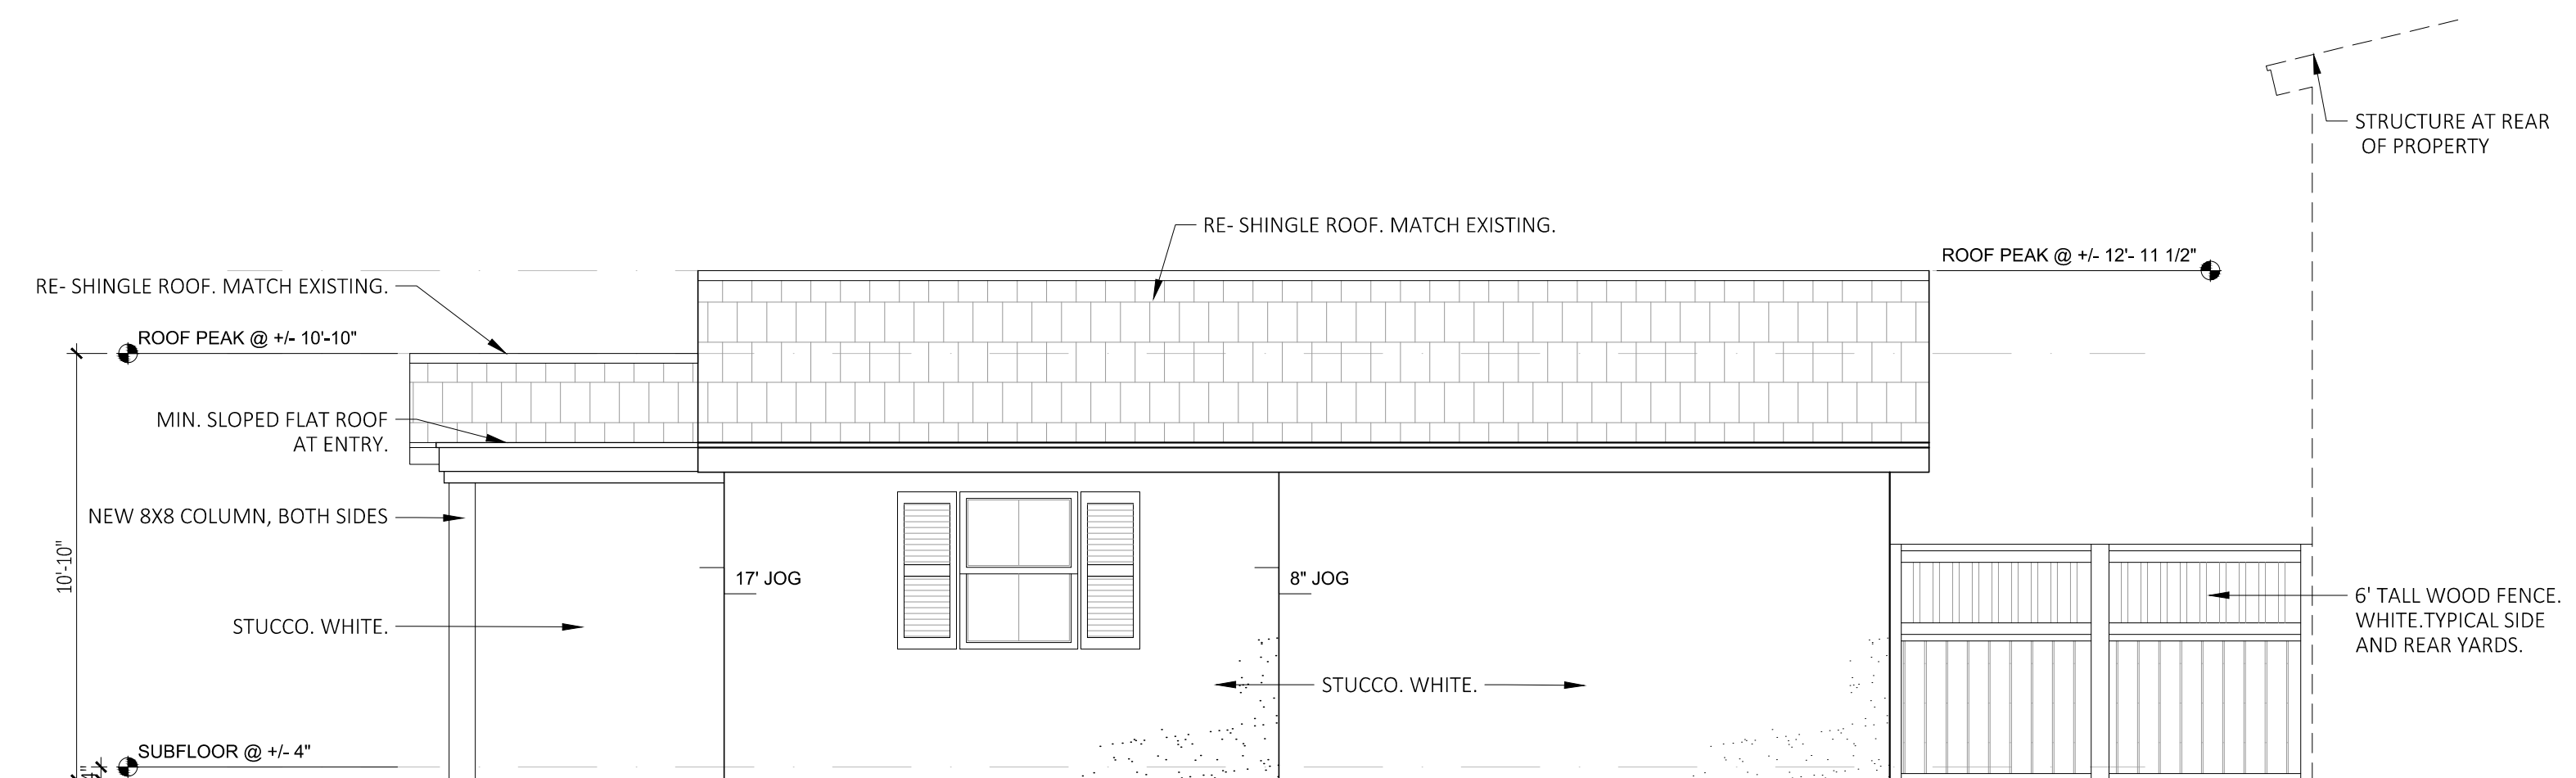 STRUCTURE AT REAR
OF PROPERTY
RE- SHINGLE ROOF. MATCH EXISTING.
ROOF PEAK @ +/- 12'- 11 1/2"
RE- SHINGLE ROOF. MATCH EXISTING.
ROOF PEAK @ +/- 10'-10"
MIN. SLOPED FLAT ROOF
AT ENTRY.
NEW 8X8 COLUMN, BOTH SIDES
10'-10"
17' JOG
8" JOG
6' TALL WOOD FENCE.
WHITE.TYPICAL SIDE
AND REAR YARDS.
STUCCO. WHITE.
STUCCO. WHITE.
SUBFLOOR @ +/- 4"